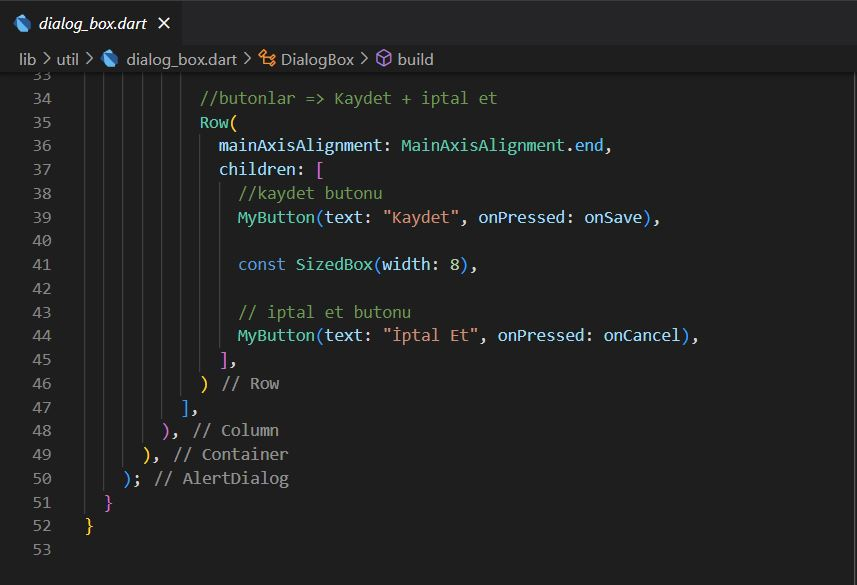 dialog_box.dart ×
lib > util > dialog_box.dart > DialogBox > build
33
34 //butonlar => Kaydet + iptal et
35 Row(
36 mainAxisAlignment: MainAxisAlignment.end,
37 children: [
38 //kaydet butonu
39 MyButton(text: "Kaydet", onPressed: onSave),
40
41 const SizedBox(width: 8),
42
43 // iptal et butonu
44 MyButton(text: "İptal Et", onPressed: onCancel),
45 ],
46 ) // Row
47 ],
48 ), // Column
49 ), // Container
50 ); // AlertDialog
51 }
52 }
53